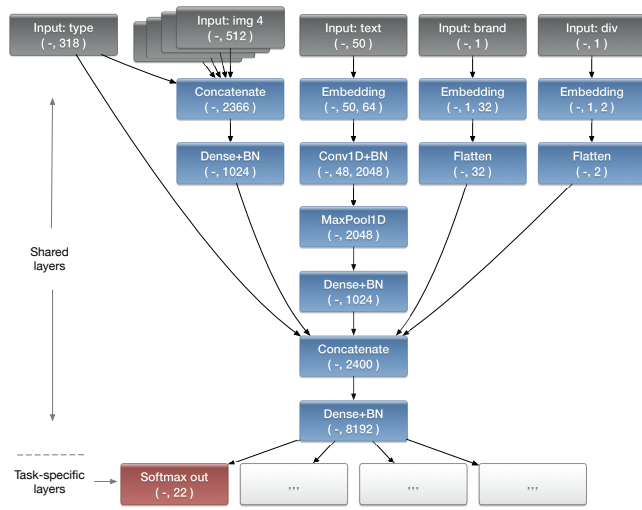 Input: type
( -, 318 )
Input: img 4
( -, 512 )
Input: text
( -, 50 )
Input: brand
( -, 1 )
Input: div
( -, 1 )
Concatenate
( -, 2366 )
Embedding
( -, 50, 64 )
Embedding
( -, 1, 32 )
Embedding
( -, 1, 2 )
Dense+BN
( -, 1024 )
Conv1D+BN
( -, 48, 2048 )
Flatten
( -, 32 )
Flatten
( -, 2 )
MaxPool1D
( -, 2048 )
Shared
layers
Dense+BN
( -, 1024 )
Concatenate
( -, 2400 )
Dense+BN
( -, 8192 )
Task-specific
layers
Softmax out
( -, 22 )
,,,
,,,
,,,